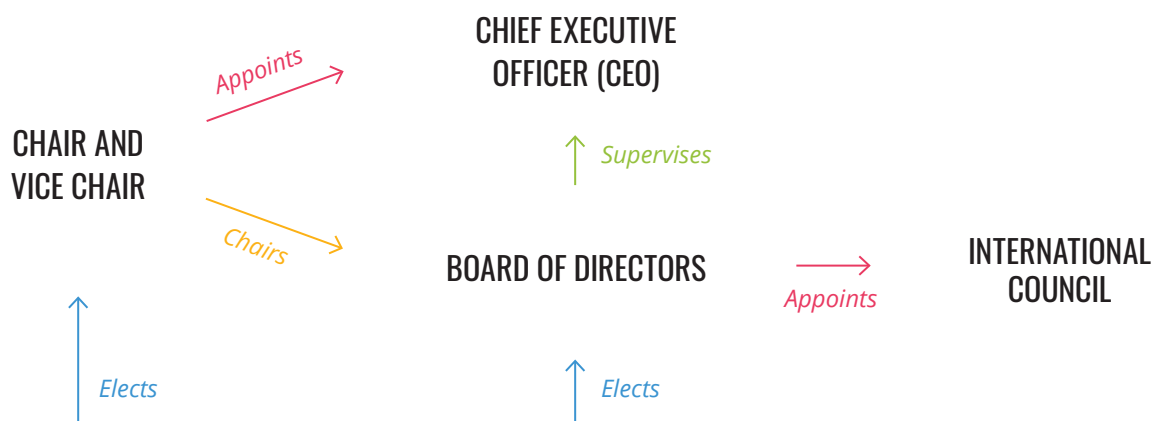 CHIEF EXECUTIVE
OFFICER (CEO)
Appoints
CHAIR AND
VICE CHAIR
Supervises
Chairs
BOARD OF DIRECTORS
Appoints
INTERNATIONAL
COUNCIL
Elects
Elects